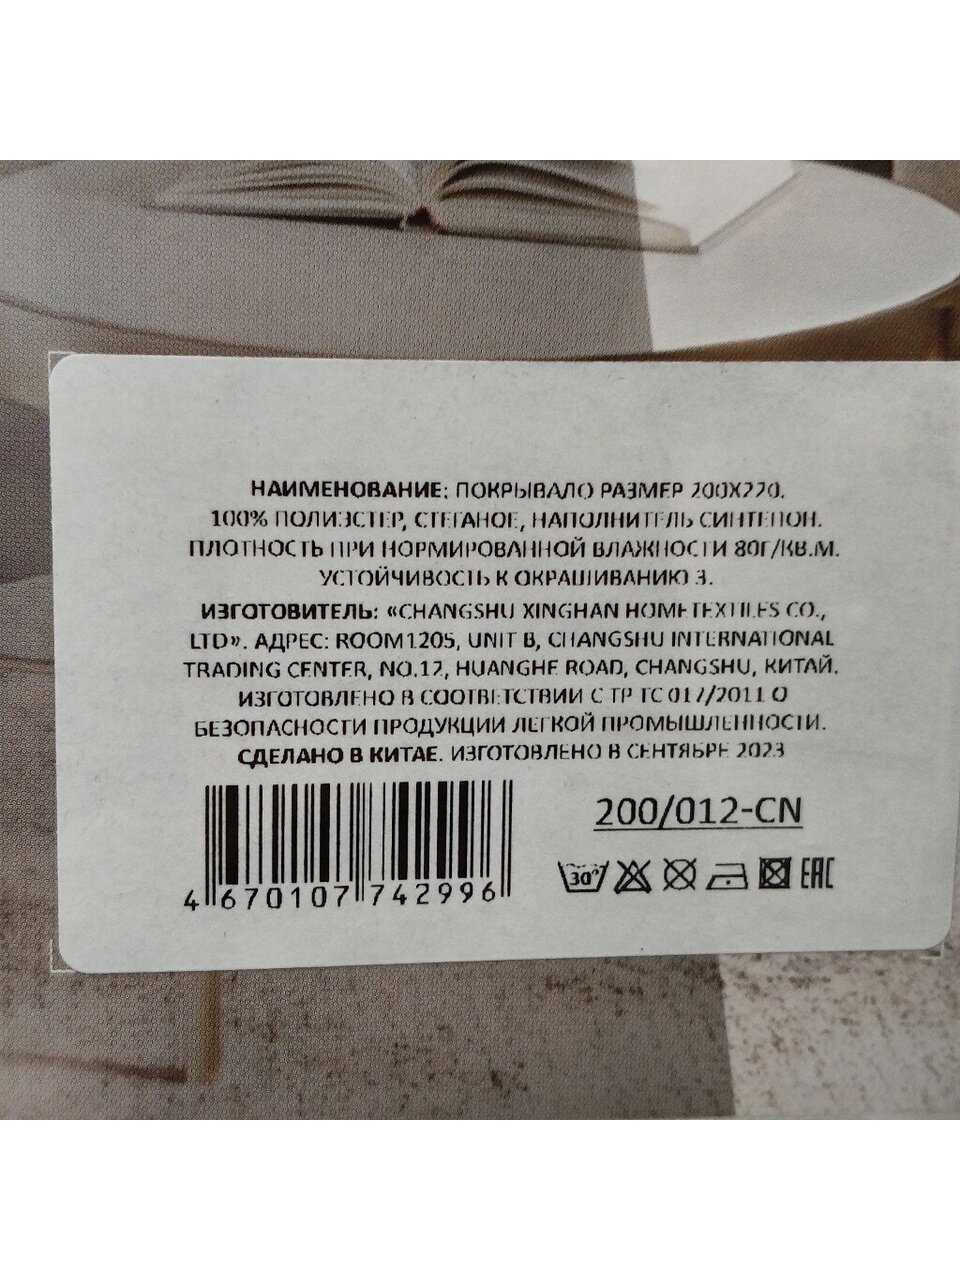 НАИМЕНОВАНИЕ: ПОКРЫВАЛО РАЗМЕР 200Х220.
100% ПОЛИЭСТЕР, СТЕГАНОЕ, НАПОЛНИТЕЛЬ СИНТЕПОН.
ПЛОТНОСТЬ ПРИ НОРМИРОВАННОЙ ВЛАЖНОСТИ 80Г/КВ.М.
УСТОЙЧИВОСТЬ К ОКРАШИВАНИЮ 3.
ИЗГОТОВИТЕЛЬ: «CHANGSHU XINGHAN HOMETEXTILES CO.,
LTD». АДРЕС: ROOM1205, UNIT B, CHANGSHU INTERNATIONAL
TRADING CENTER, NO.12, HUANGHE ROAD, CHANGSHU, КИТАЙ.
ИЗГОТОВЛЕНО В СООТВЕТСТВИИ С ТР ТС 017/2011 О
БЕЗОПАСНОСТИ ПРОДУКЦИИ ЛЕГКОЙ ПРОМЫШЛЕННОСТИ.
СДЕЛАНО В КИТАЕ. ИЗГОТОВЛЕНО В СЕНТЯБРЕ 2023
200/012-CN
30° EAC
4 670107 742996